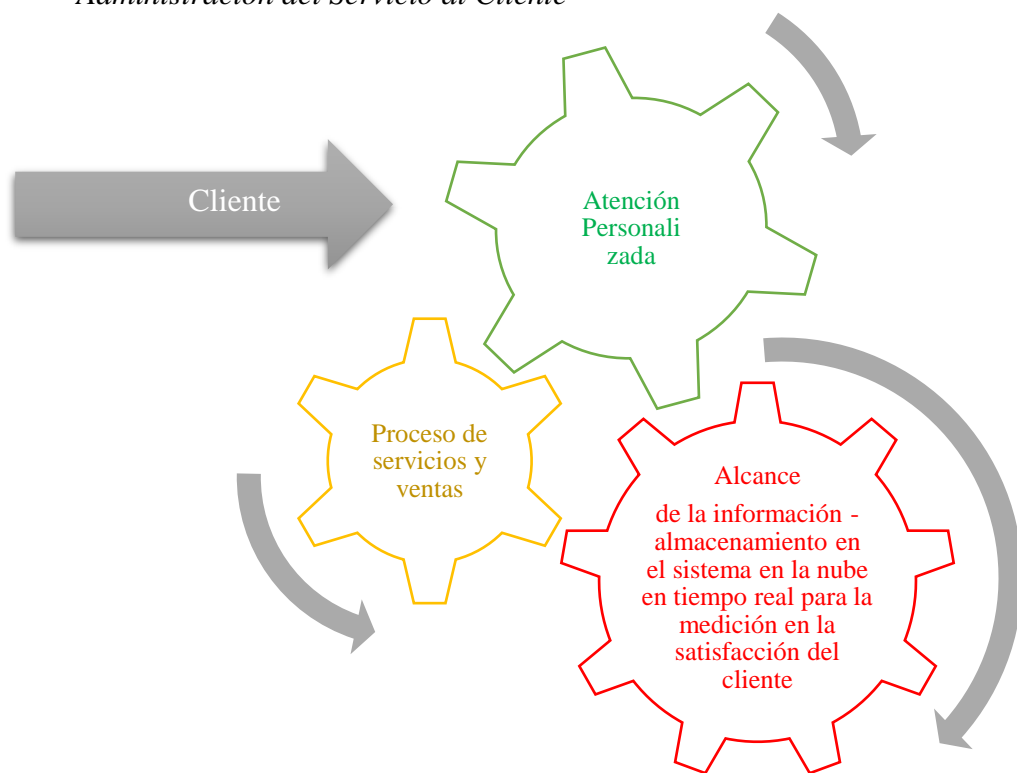 Administración del Servicio al Cliente
Cliente
Atención
Personali
zada
Proceso de
servicios y
ventas
Alcance
de la información -
almacenamiento en
el sistema en la nube
en tiempo real para la
medición en la
satisfacción del
cliente